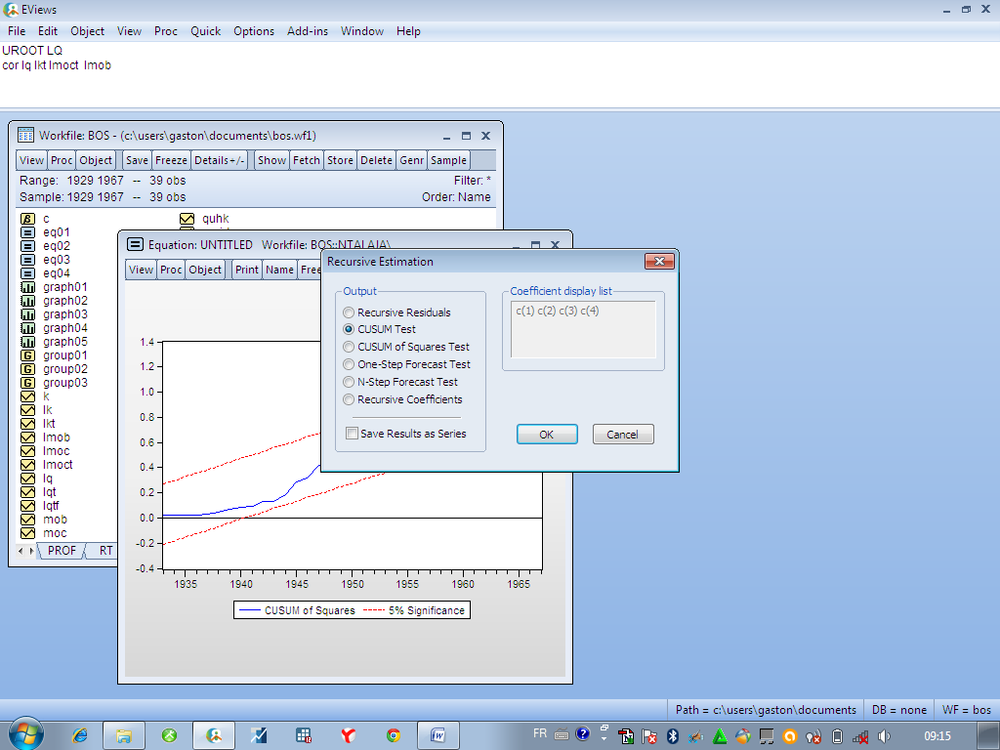 EViews
File Edit Object View Proc Quick Options Add-ins Window Help
UROOT LQ
cor lq lkt lmoct lmob
Workfile: BOS - (c:\users\gaston\documents\bos.wf1)
View Proc Object Save Freeze Details+/- Show Fetch Store Delete Genr Sample
Range: 1929 1967 -- 39 obs Filter: *
Sample: 1929 1967 -- 39 obs Order: Name
c
eq01
eq02
eq03
eq04
graph01
graph02
graph03
graph04
graph05
group01
group02
group03
k
lk
lkt
lmob
lmoc
lmoct
lq
lqt
lqtf
mob
moc
quhk
PROF RT
Equation: UNTITLED Workfile: BOS::NTALAJA\
View Proc Object Print Name Free
Recursive Estimation
Output
Recursive Residuals
CUSUM Test
CUSUM of Squares Test
One-Step Forecast Test
N-Step Forecast Test
Recursive Coefficients
Save Results as Series
Coefficient display list
c(1) c(2) c(3) c(4)
OK Cancel
1.4
1.2
1.0
0.8
0.6
0.4
0.2
0.0
-0.2
-0.4
1935 1940 1945 1950 1955 1960 1965
CUSUM of Squares 5% Significance
Path = c:\users\gaston\documents DB = none WF = bos
FR 09:15